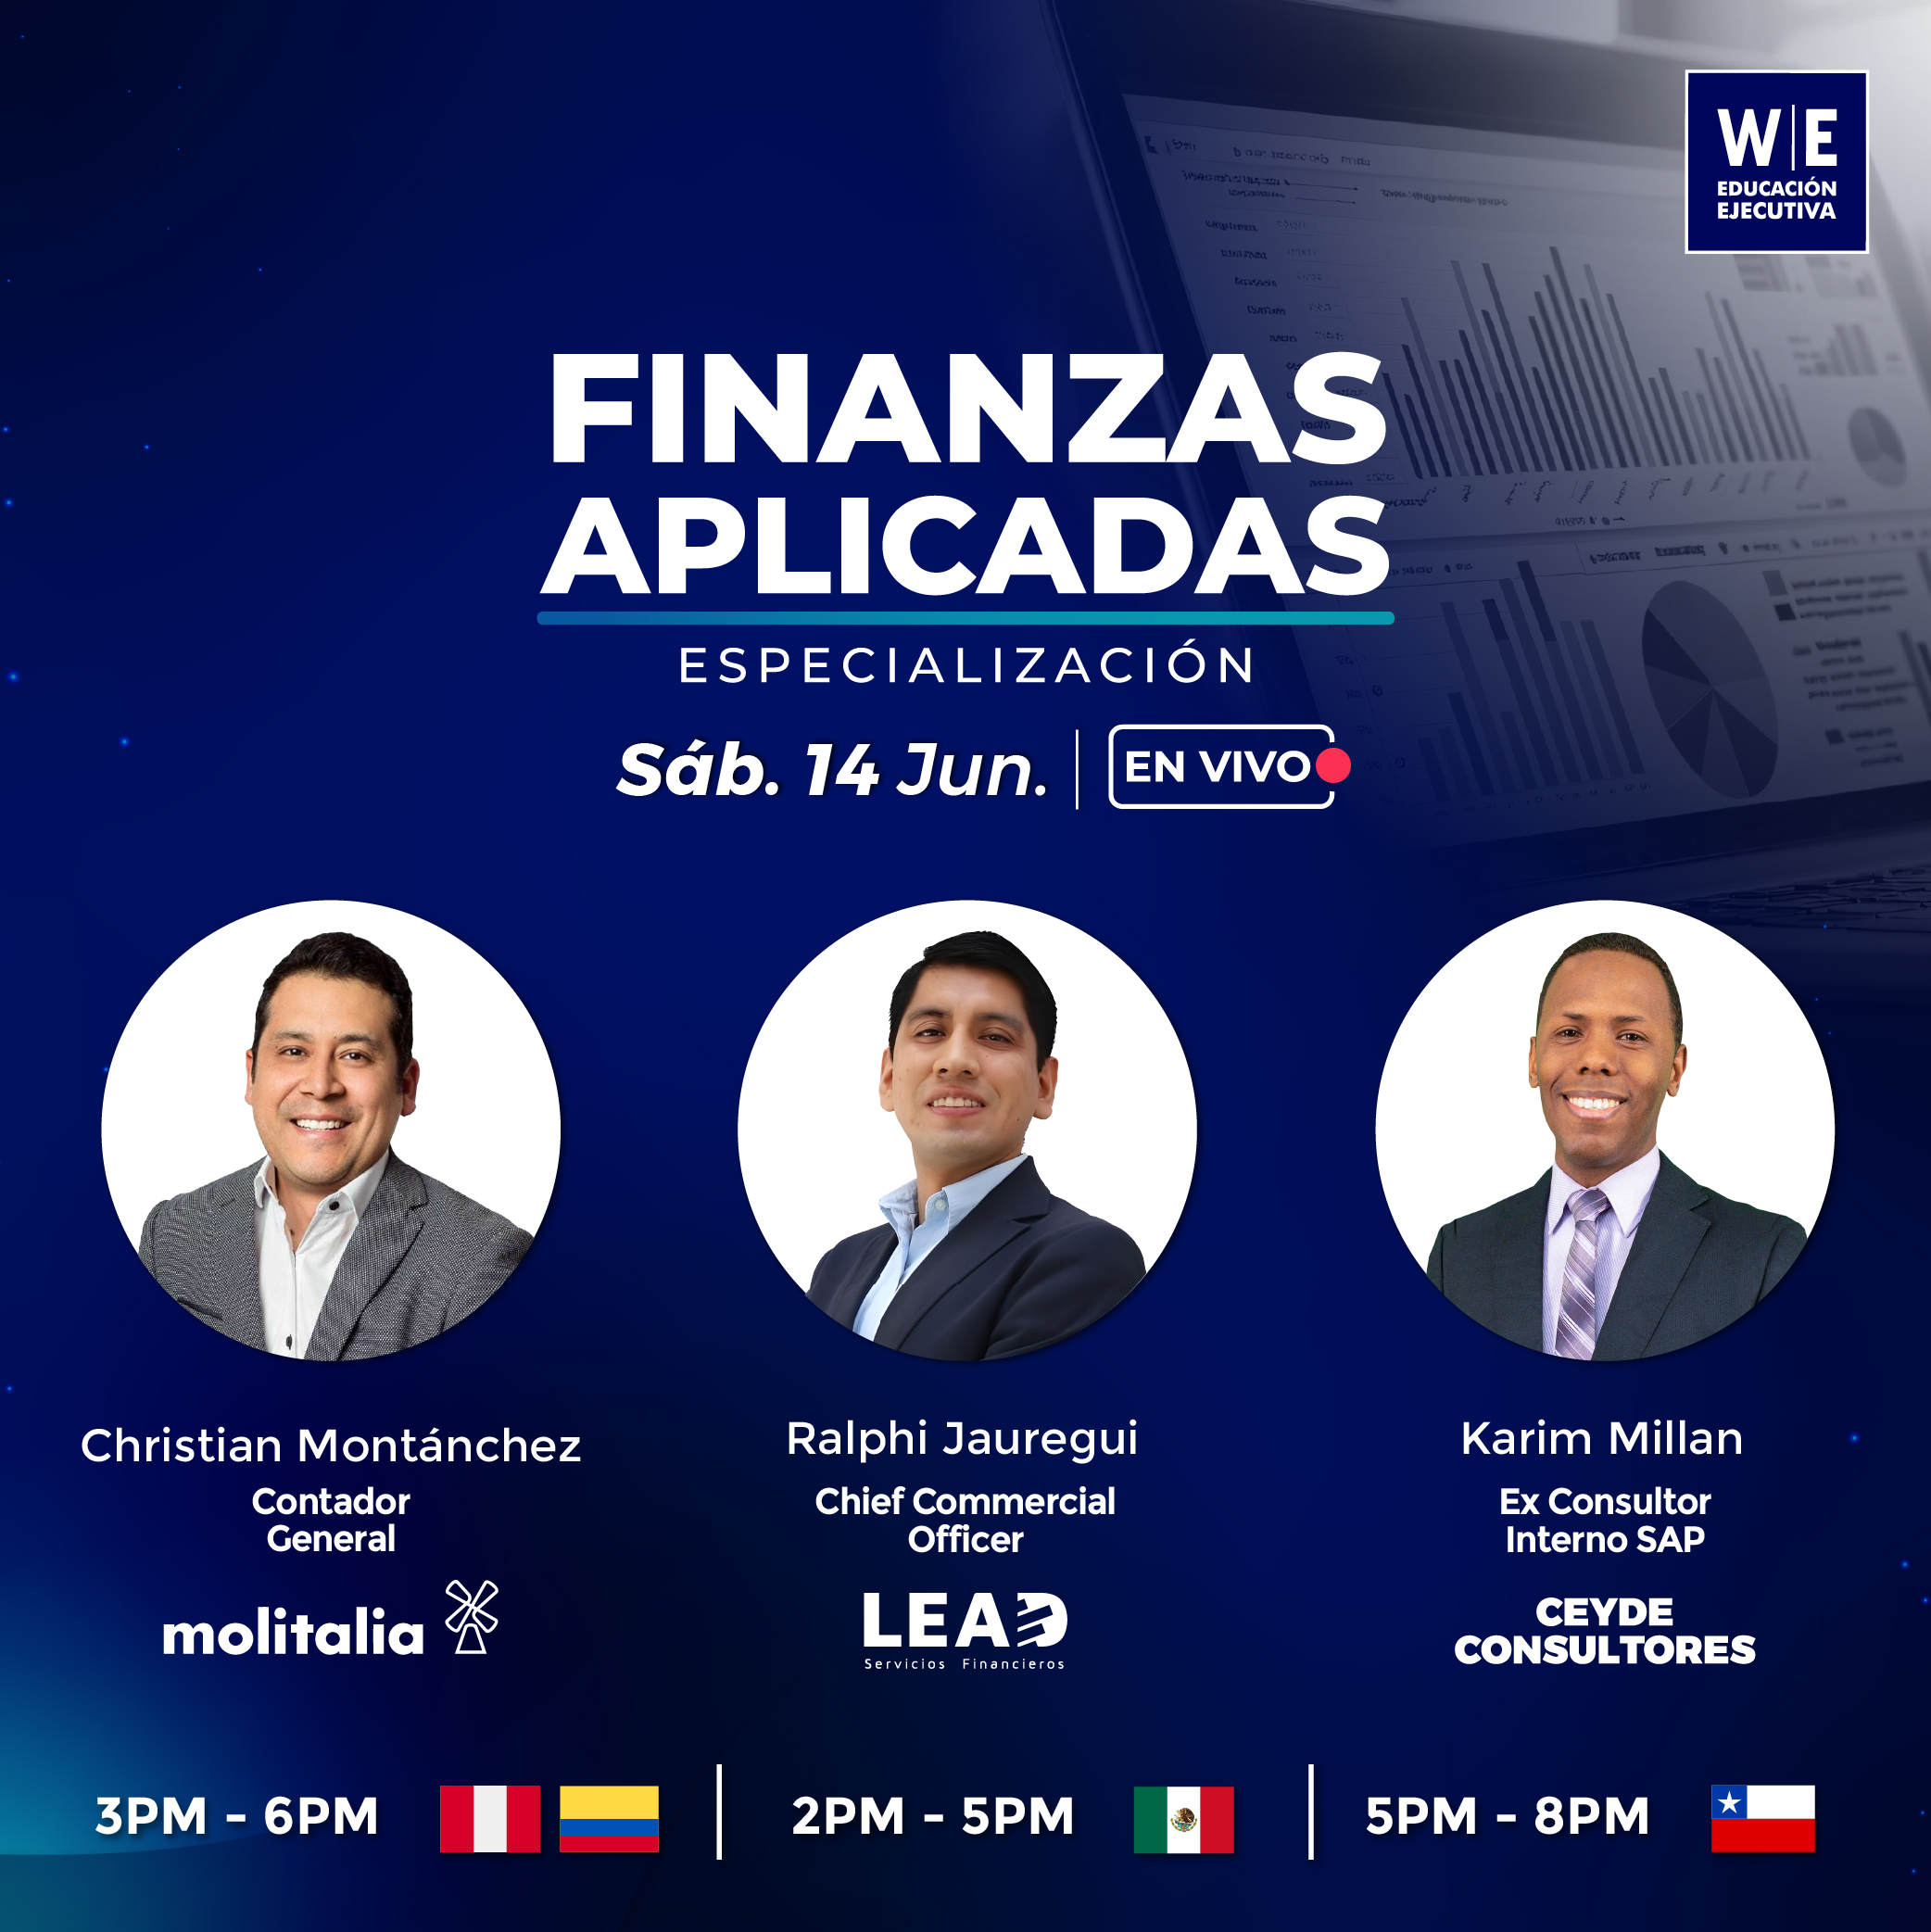 W|E
EDUCACIÓN
EJECUTIVA
FINANZAS
APLICADAS
ESPECIALIZACIÓN
Sáb. 14 Jun. | EN VIVO
Christian Montánchez
Contador
General
molitalia
Ralphi Jauregui
Chief Commercial
Officer
LEAD
Servicios Financieros
Karim Millan
Ex Consultor
Interno SAP
CEYDE
CONSULTORES
3PM - 6PM
2PM - 5PM
5PM - 8PM